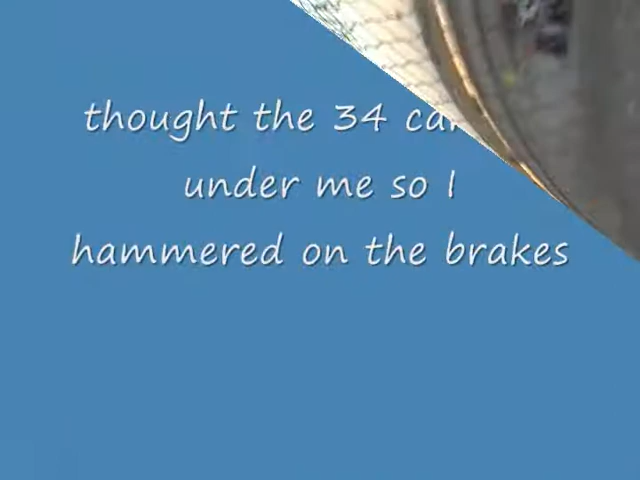 thought the 34
under me so I
hammered on the brakes